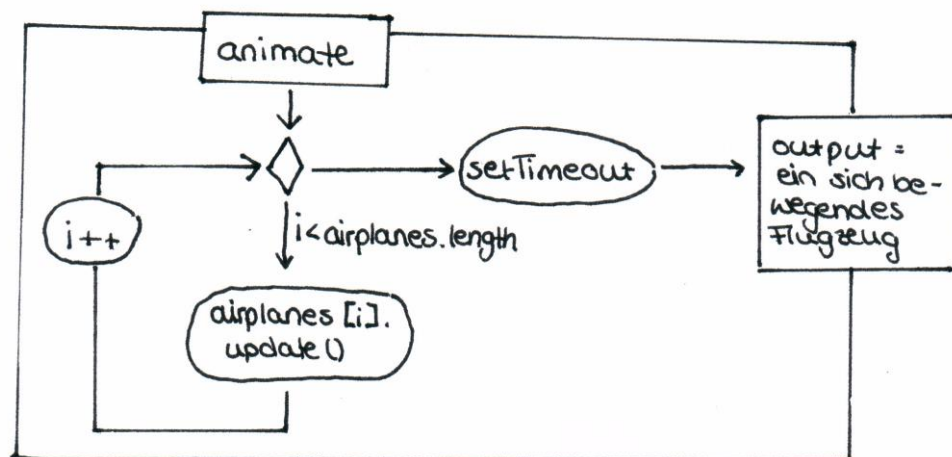 animate
setTimeout
output =
ein sich be-
wegendes
Flugzeug
i++
i<airplanes.length
airplanes [i].
update ()